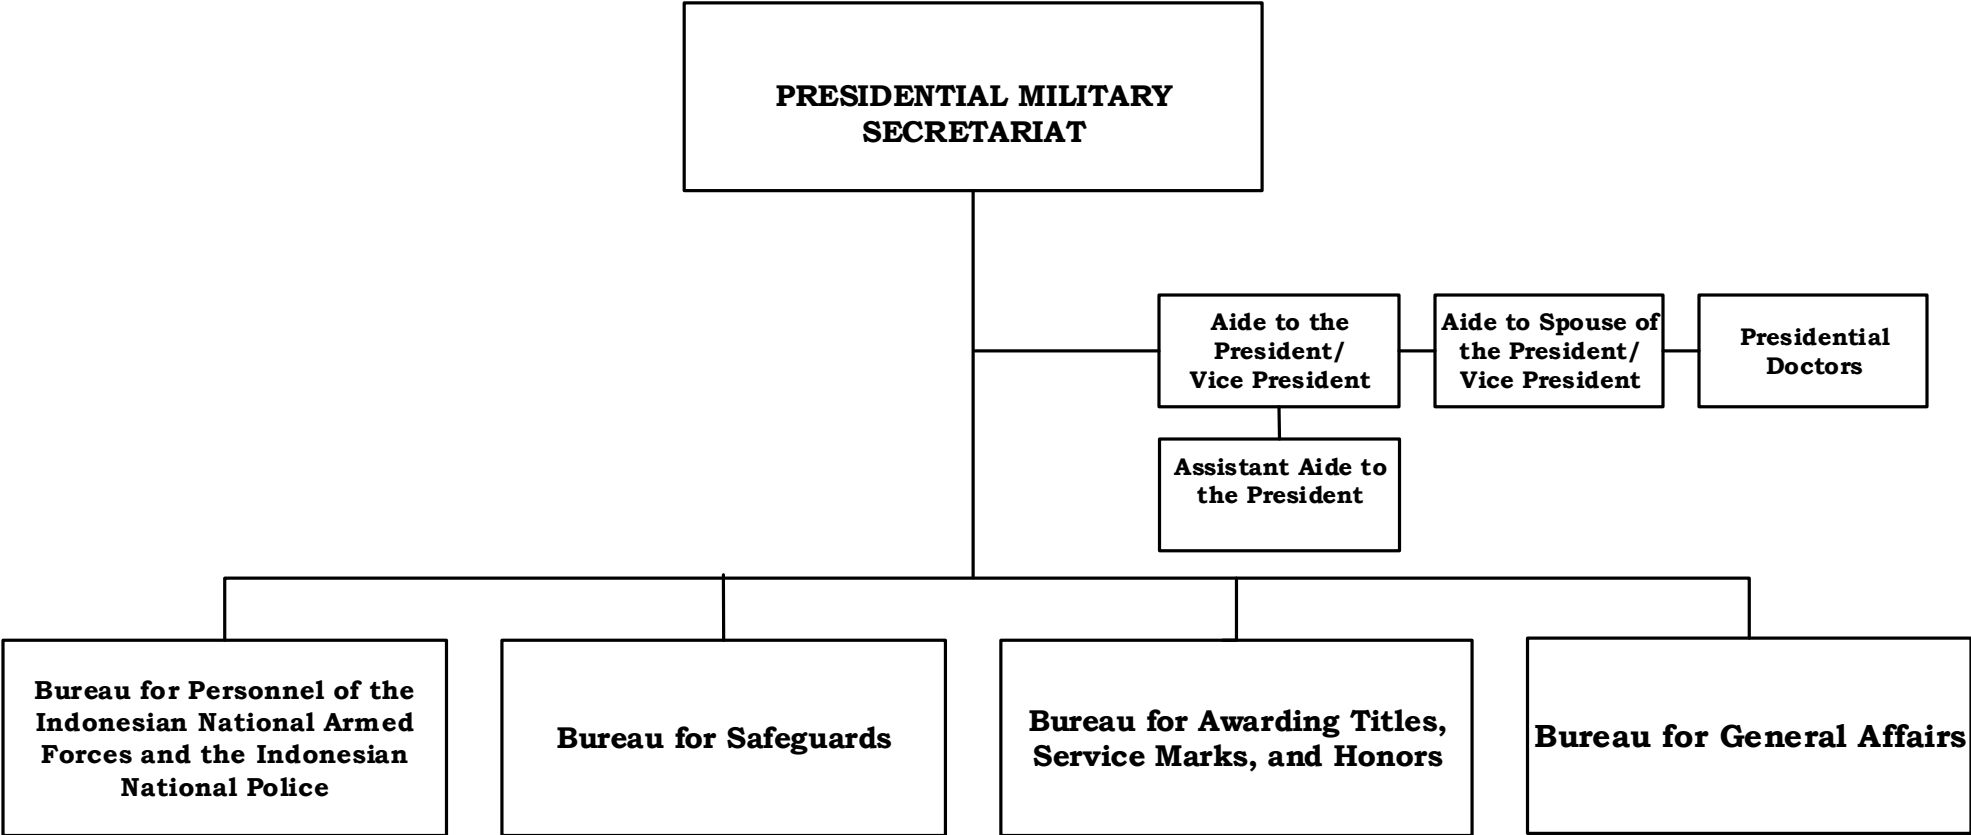 PRESIDENTIAL MILITARY
SECRETARIAT
Aide to the
President/
Vice President
Aide to Spouse of
the President/
Vice President
Presidential
Doctors
Assistant Aide to
the President
Bureau for Personnel of the
Indonesian National Armed
Forces and the Indonesian
National Police
Bureau for Safeguards
Bureau for Awarding Titles,
Service Marks, and Honors
Bureau for General Affairs